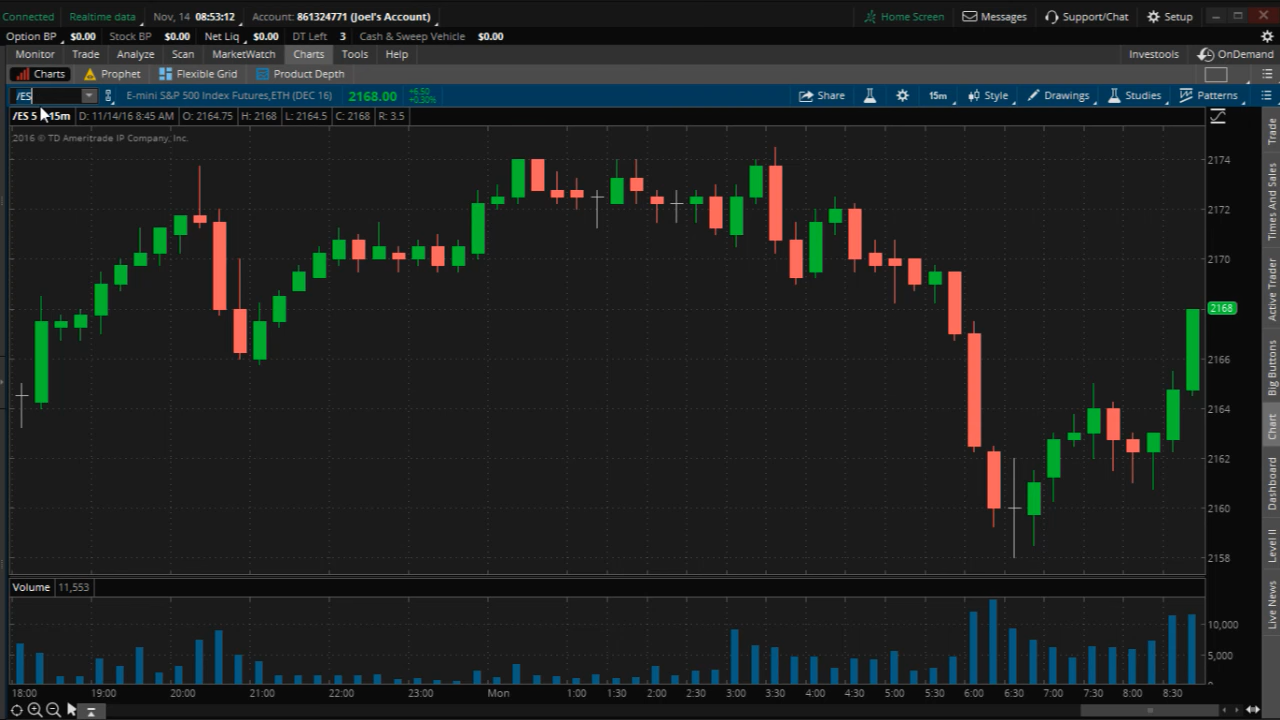 Connected Realtime data Nov, 14 08:53:12 Account: 861324771 (Joel's Account) Home Screen Messages Support/Chat Setup
Option BP $0.00 Stock BP $0.00 Net Liq $0.00 DT Left 3 Cash & Sweep Vehicle $0.00
Monitor Trade Analyze Scan MarketWatch Charts Tools Help Investools OnDemand
Charts Prophet Flexible Grid Product Depth
/ES E-mini S&P 500 Index Futures,ETH (DEC 16) 2168.00 +6.50 +0.30% Share 15m Style Drawings Studies Patterns
/ES 5 15m D: 11/14/16 8:45 AM O: 2164.75 H: 2168 L: 2164.5 C: 2168 R: 3.5
2016 © TD Ameritrade IP Company, Inc.
2174
2172
2170
2168
2166
2164
2162
2160
2158
Volume 11,553
10,000
5,000
0
18:00 19:00 20:00 21:00 22:00 23:00 Mon 1:00 1:30 2:00 2:30 3:00 3:30 4:00 4:30 5:00 5:30 6:00 6:30 7:00 7:30 8:00 8:30
Trade
Times And Sales
Active Trader
Big Buttons
Chart
Dashboard
Level II
Live News